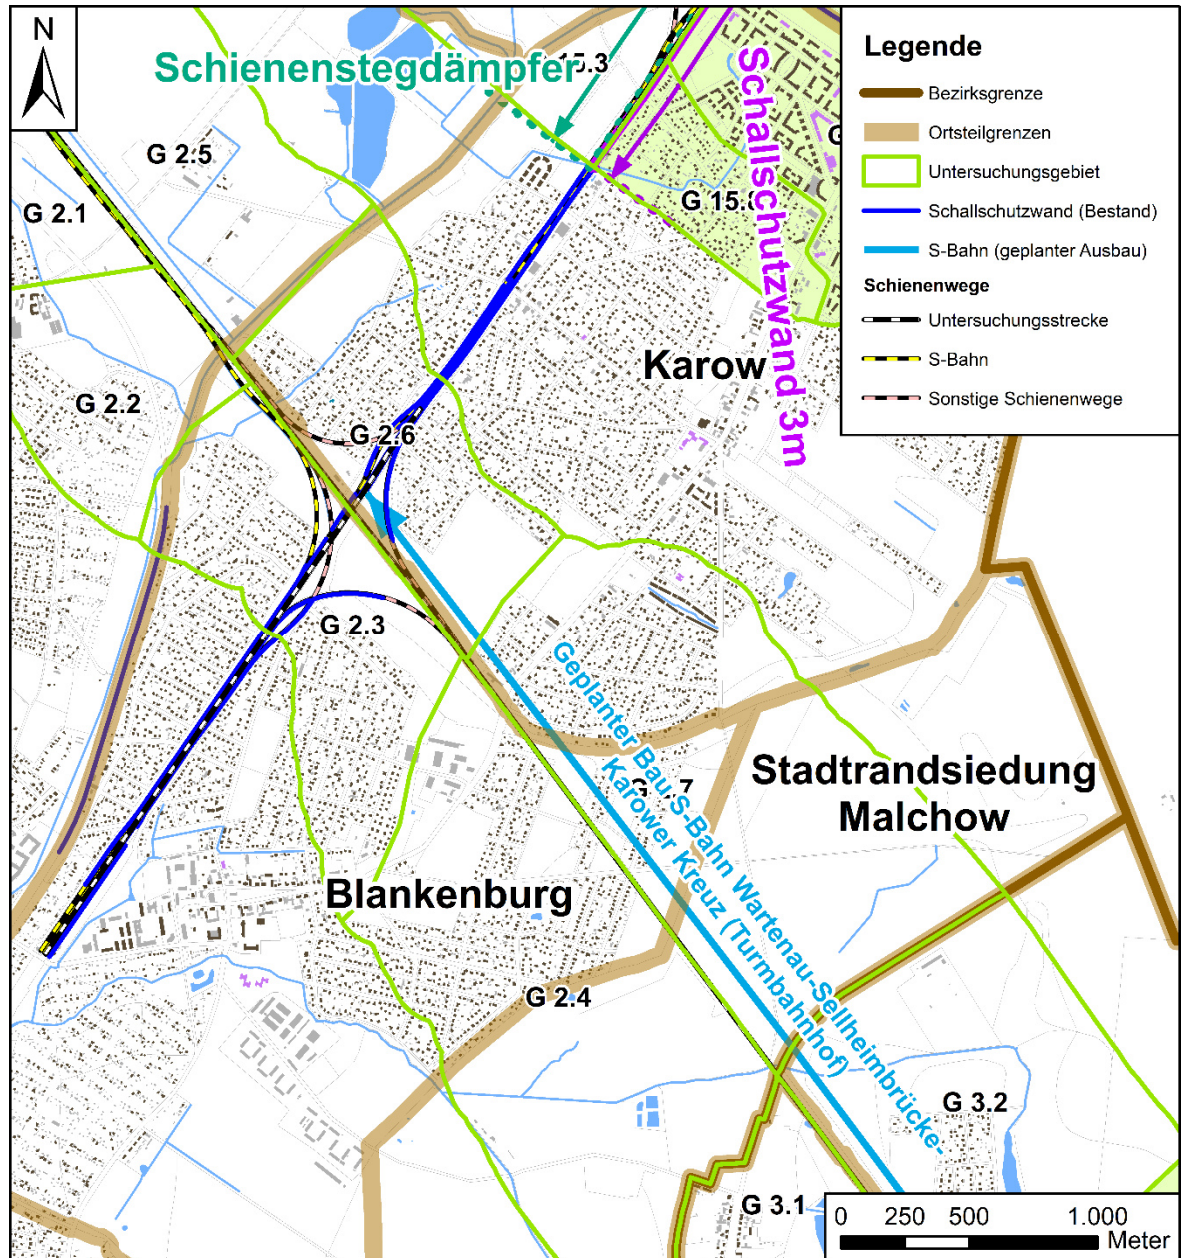 N
Schienenstegdämpfer
15.3
Schallschutzwand 3m
G 2.5
G 2.1
G 15.8
G
Karow
G 2.2
G 2.6
G 2.3
Geplanter Bau S-Bahn Wartenau-Sellheimbrücke-
Karower Kreuz (Turmbahnhof)
Stadtrandsiedung
Malchow
G 7
Blankenburg
G 2.4
G 3.2
G 3.1
Legende
Bezirksgrenze
Ortsteilgrenzen
Untersuchungsgebiet
Schallschutzwand (Bestand)
S-Bahn (geplanter Ausbau)
Schienenwege
Untersuchungsstrecke
S-Bahn
Sonstige Schienenwege
0 250 500 1.000
Meter